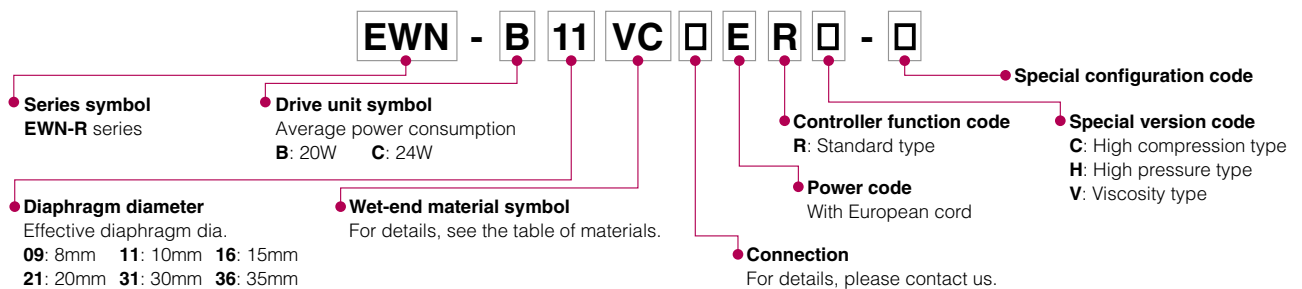 EWN - B 11 VC □ E R □ - □
Special configuration code
Series symbol
EWN-R series
Drive unit symbol
Average power consumption
B: 20W C: 24W
Controller function code
R: Standard type
Special version code
C: High compression type
H: High pressure type
V: Viscosity type
Power code
With European cord
Diaphragm diameter
Effective diaphragm dia.
09: 8mm 11: 10mm 16: 15mm
21: 20mm 31: 30mm 36: 35mm
Wet-end material symbol
For details, see the table of materials.
Connection
For details, please contact us.